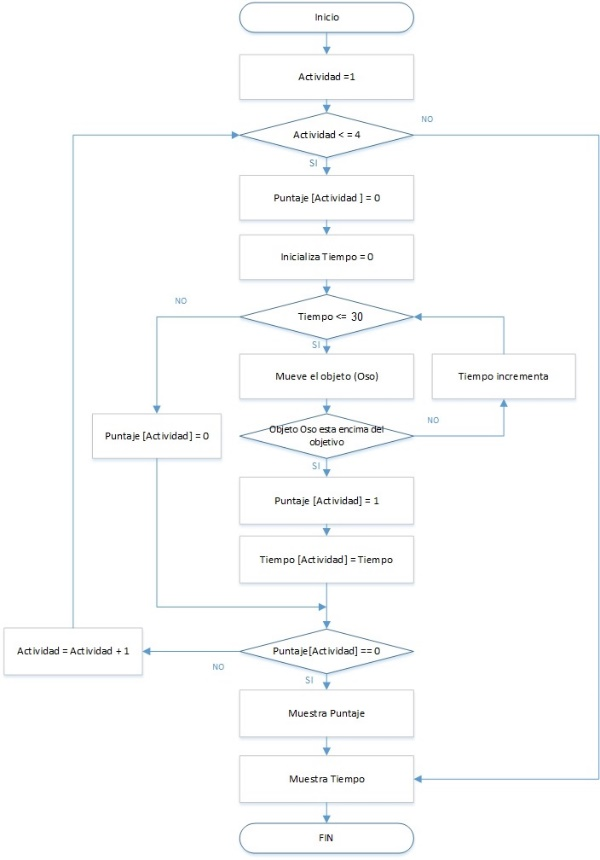 Inicio
Actividad =1
Actividad < = 4
NO
SI
Puntaje [Actividad ] = 0
Inicializa Tiempo = 0
NO
Tiempo <= 30
SI
Mueve el objeto (Oso)
Tiempo incrementa
Puntaje [Actividad] = 0
Objeto Oso esta encima del
objetivo
NO
SI
Puntaje [Actividad] = 1
Tiempo [Actividad] = Tiempo
Actividad = Actividad + 1
Puntaje[Actividad] == 0
NO
SI
Muestra Puntaje
Muestra Tiempo
FIN